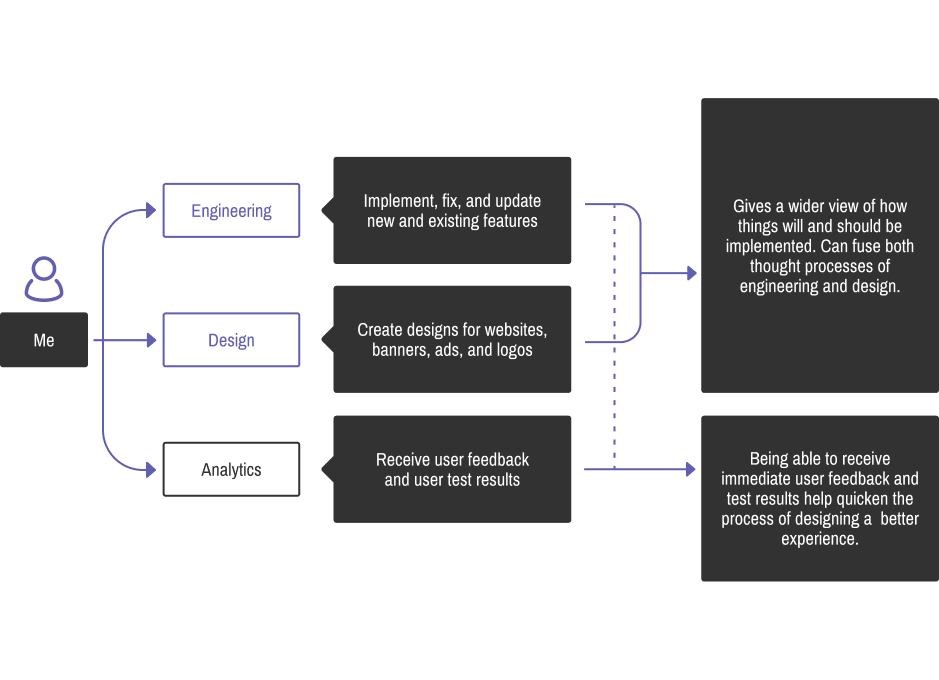 Me
Engineering
Implement, fix, and update
new and existing features
Design
Create designs for websites,
banners, ads, and logos
Analytics
Receive user feedback
and user test results
Gives a wider view of how
things will and should be
implemented. Can fuse both
thought processes of
engineering and design.
Being able to receive
immediate user feedback and
test results help quicken the
process of designing a  better
experience.